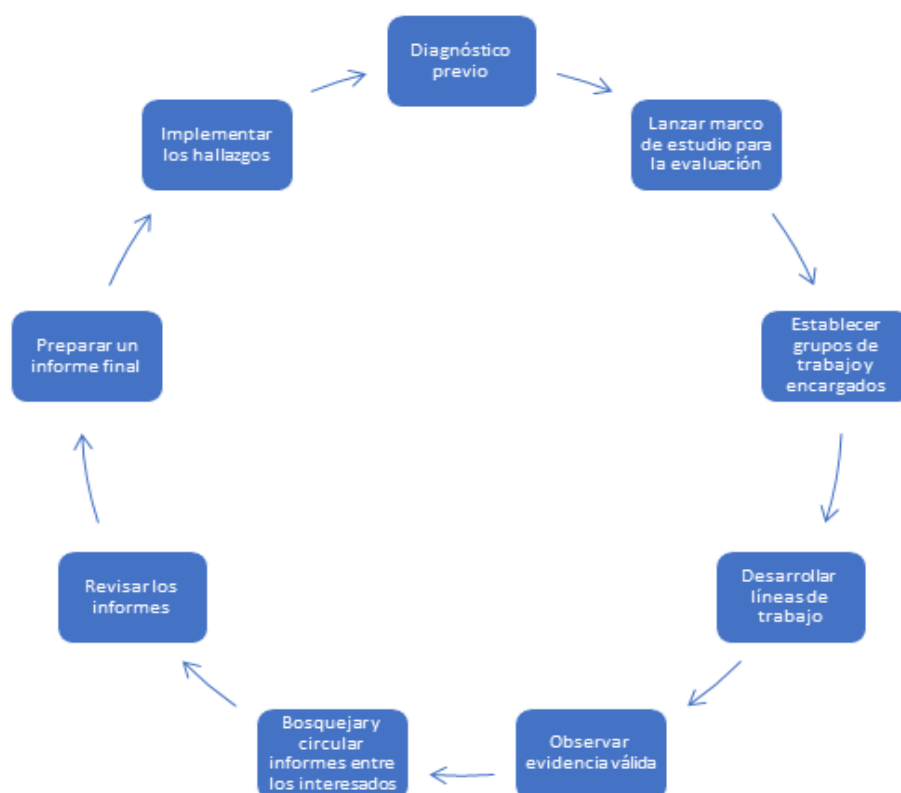 Diagnóstico
previo
Lanzar marco
de estudio para
la evaluación
Establecer
grupos de
trabajo y
encargados
Desarrollar
líneas de
trabajo
Observar
evidencia válida
Bosquejar y
circular
informes entre
los interesados
Revisar los
informes
Preparar un
informe final
Implementar
los hallazgos